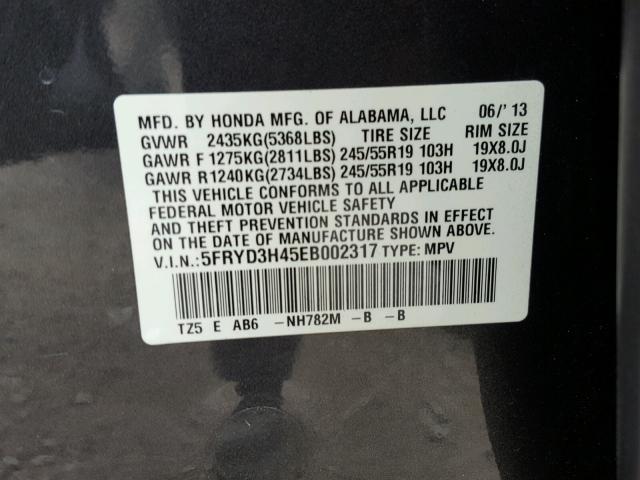 MFD. BY HONDA MFG. OF ALABAMA, LLC 06/' 13
GVWR 2435KG(5368LBS) TIRE SIZE RIM SIZE
GAWR F 1275KG(2811LBS) 245/55R19 103H 19X8.0J
GAWR R1240KG(2734LBS) 245/55R19 103H 19X8.0J
THIS VEHICLE CONFORMS TO ALL APPLICABLE
FEDERAL MOTOR VEHICLE SAFETY
AND THEFT PREVENTION STANDARDS IN EFFECT
ON THE DATE OF MANUFACTURE SHOWN ABOVE.
V.I.N.: 5FRYD3H45EB002317 TYPE: MPV
TZ5 E AB6 -NH782M -B -B